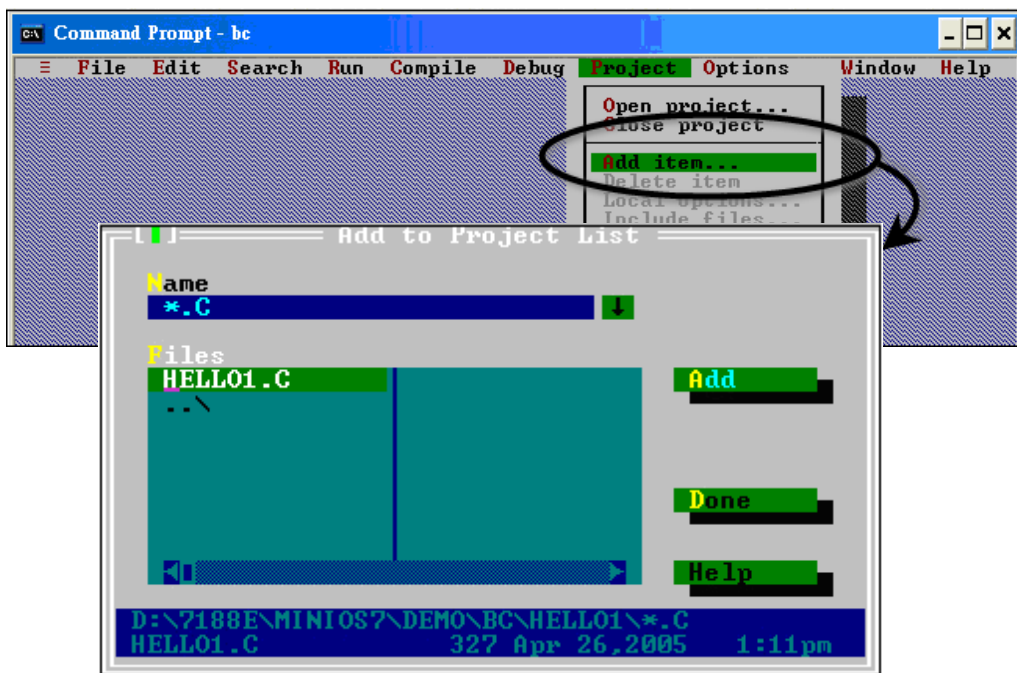 Command Prompt - bc
≡ File Edit Search Run Compile Debug Project Options Window Help
Open project...
Close project
Add item...
Delete item
Local options...
Include files...
[ ] Add to Project List
Name
*.C
↓
Files
HELLO1.C
..\
Add
Done
Help
D:\7188E\MINIOS7\DEMO\BC\HELLO1\*.C
HELLO1.C 327 Apr 26,2005 1:11pm